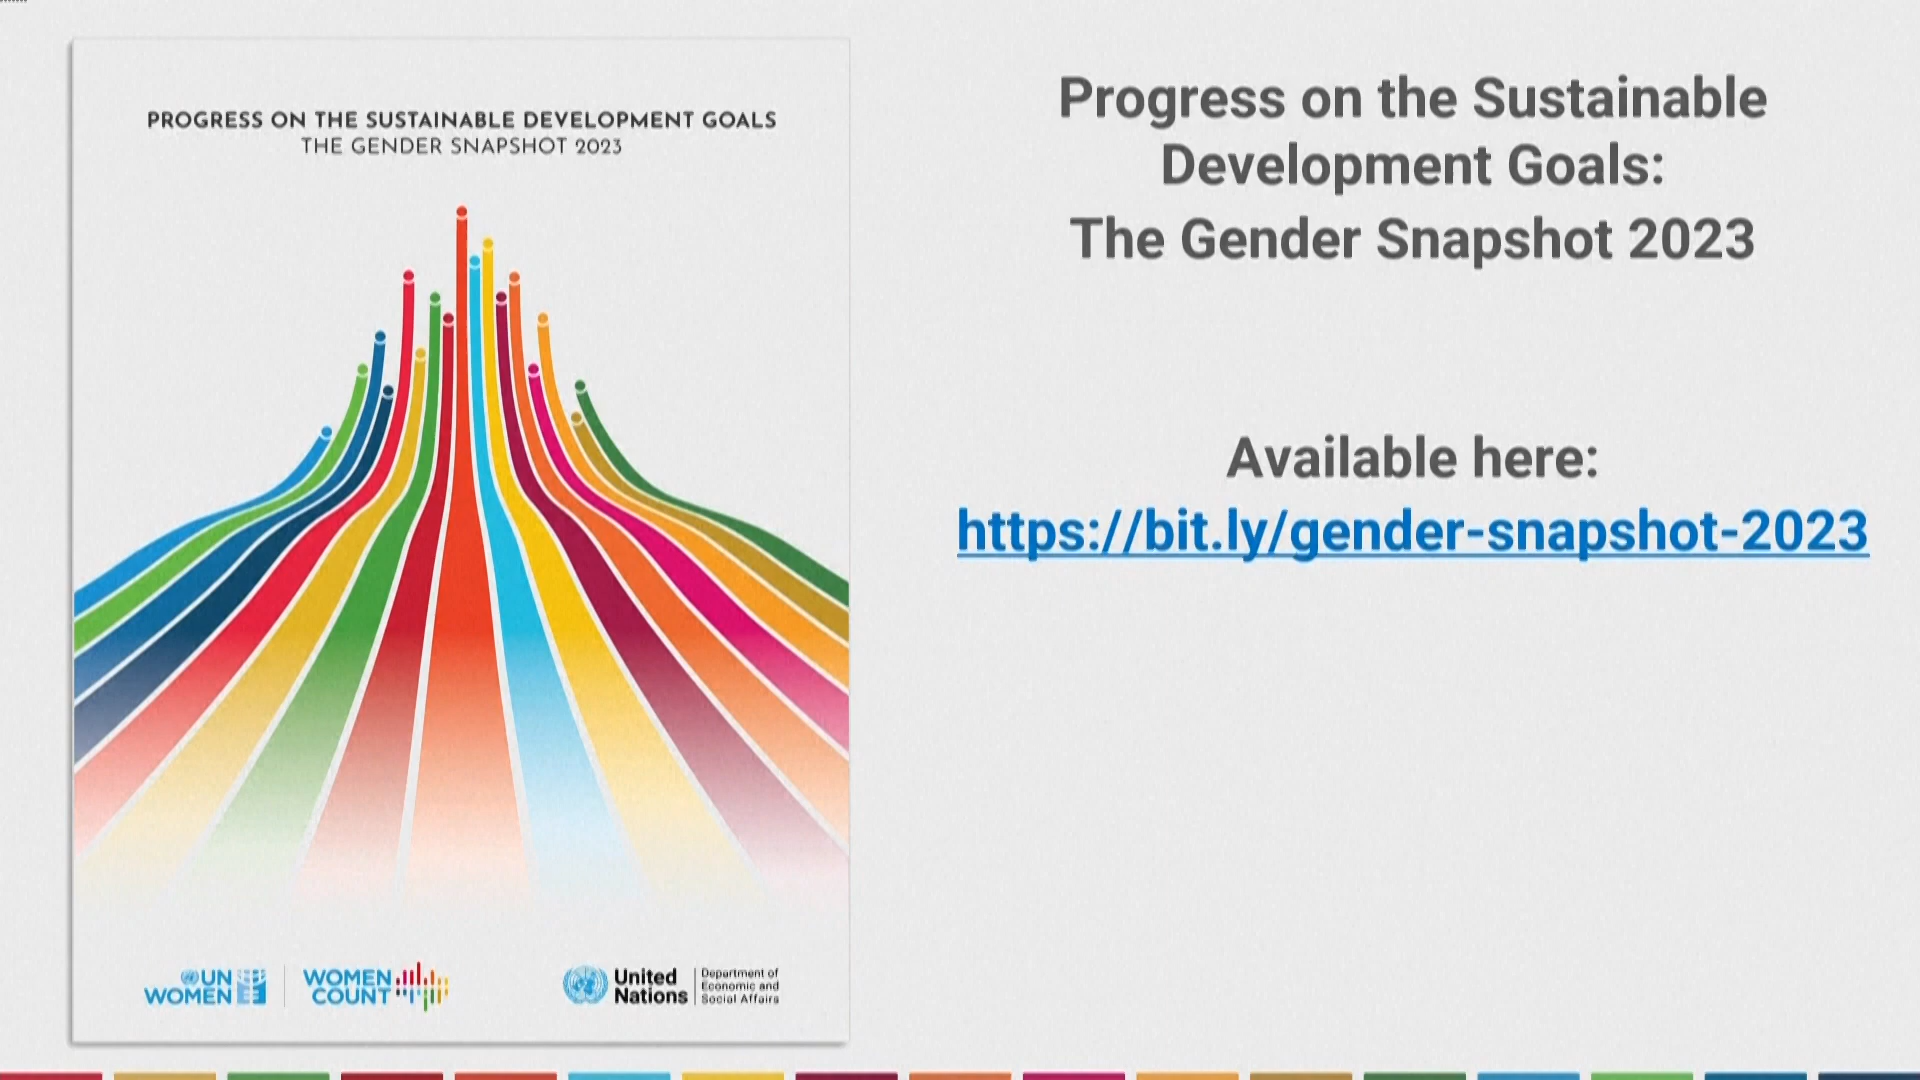 PROGRESS ON THE SUSTAINABLE DEVELOPMENT GOALS
THE GENDER SNAPSHOT 2023
UN
WOMEN
WOMEN
COUNT
United
Nations
Department of
Economic and
Social Affairs
Progress on the Sustainable
Development Goals:
The Gender Snapshot 2023
Available here:
https://bit.ly/gender-snapshot-2023